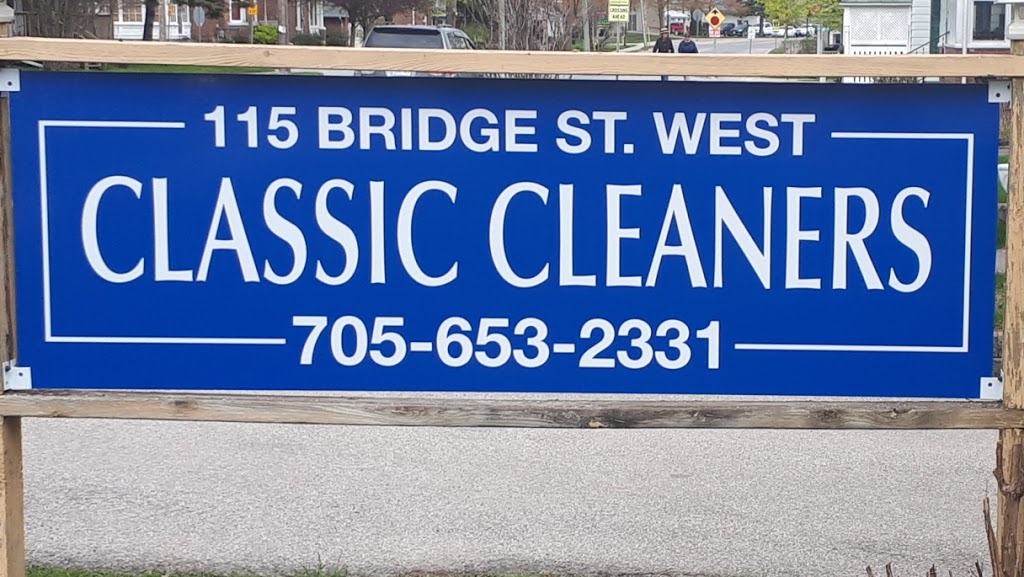 115 BRIDGE ST. WEST
CLASSIC CLEANERS
705-653-2331